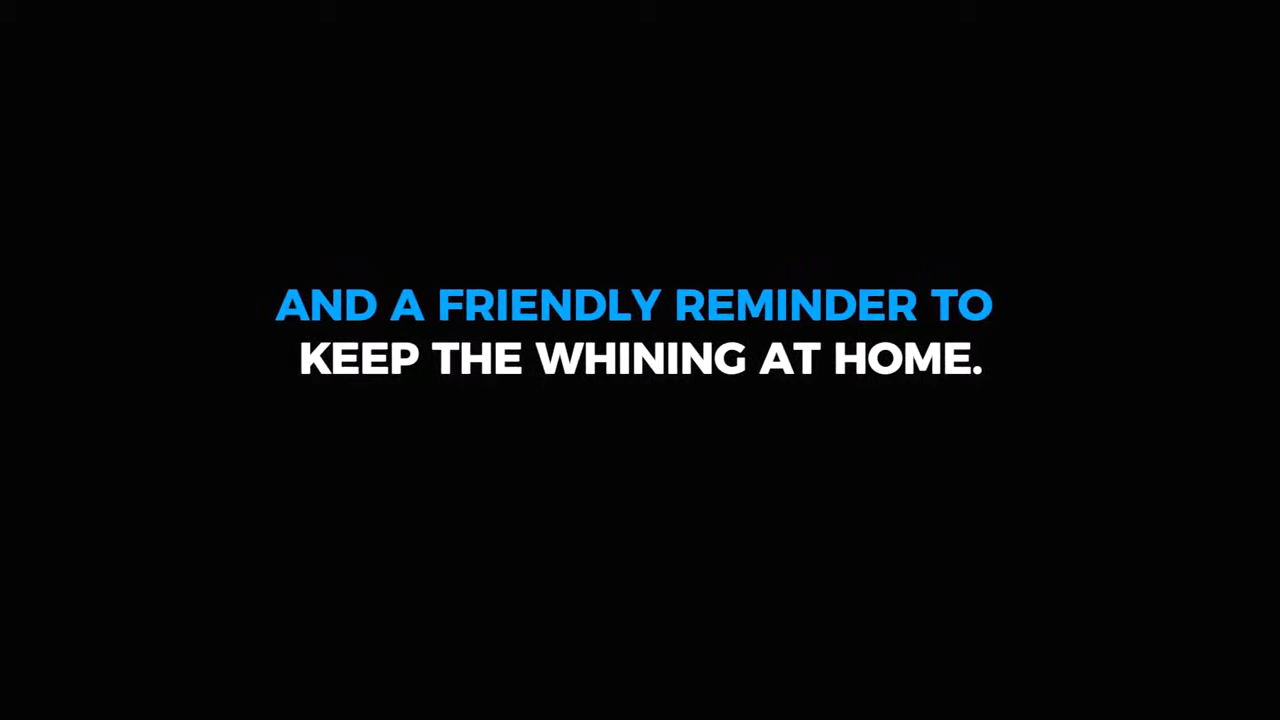 AND A FRIENDLY REMINDER TO
KEEP THE WHINING AT HOME.